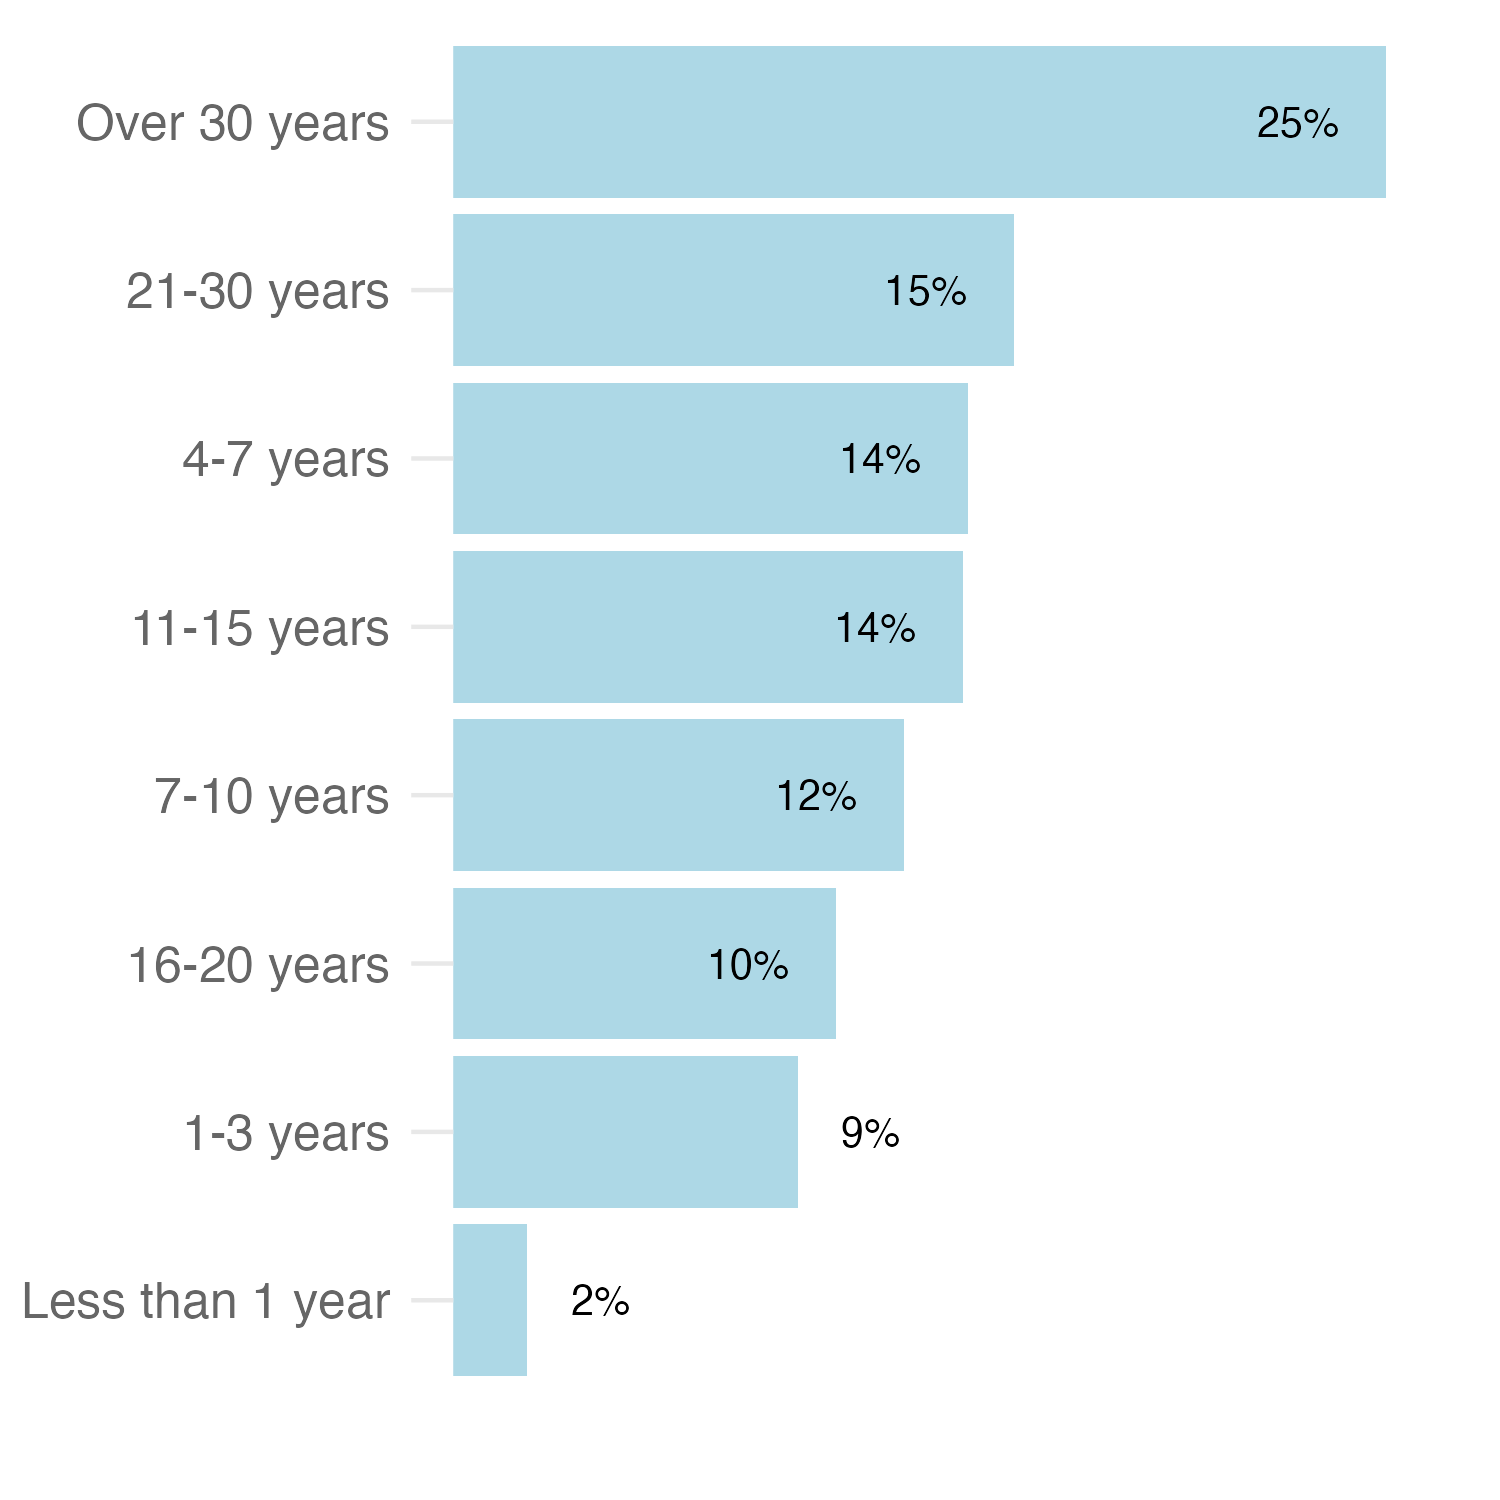 Over 30 years 25%
21-30 years 15%
4-7 years 14%
11-15 years 14%
7-10 years 12%
16-20 years 10%
1-3 years 9%
Less than 1 year 2%